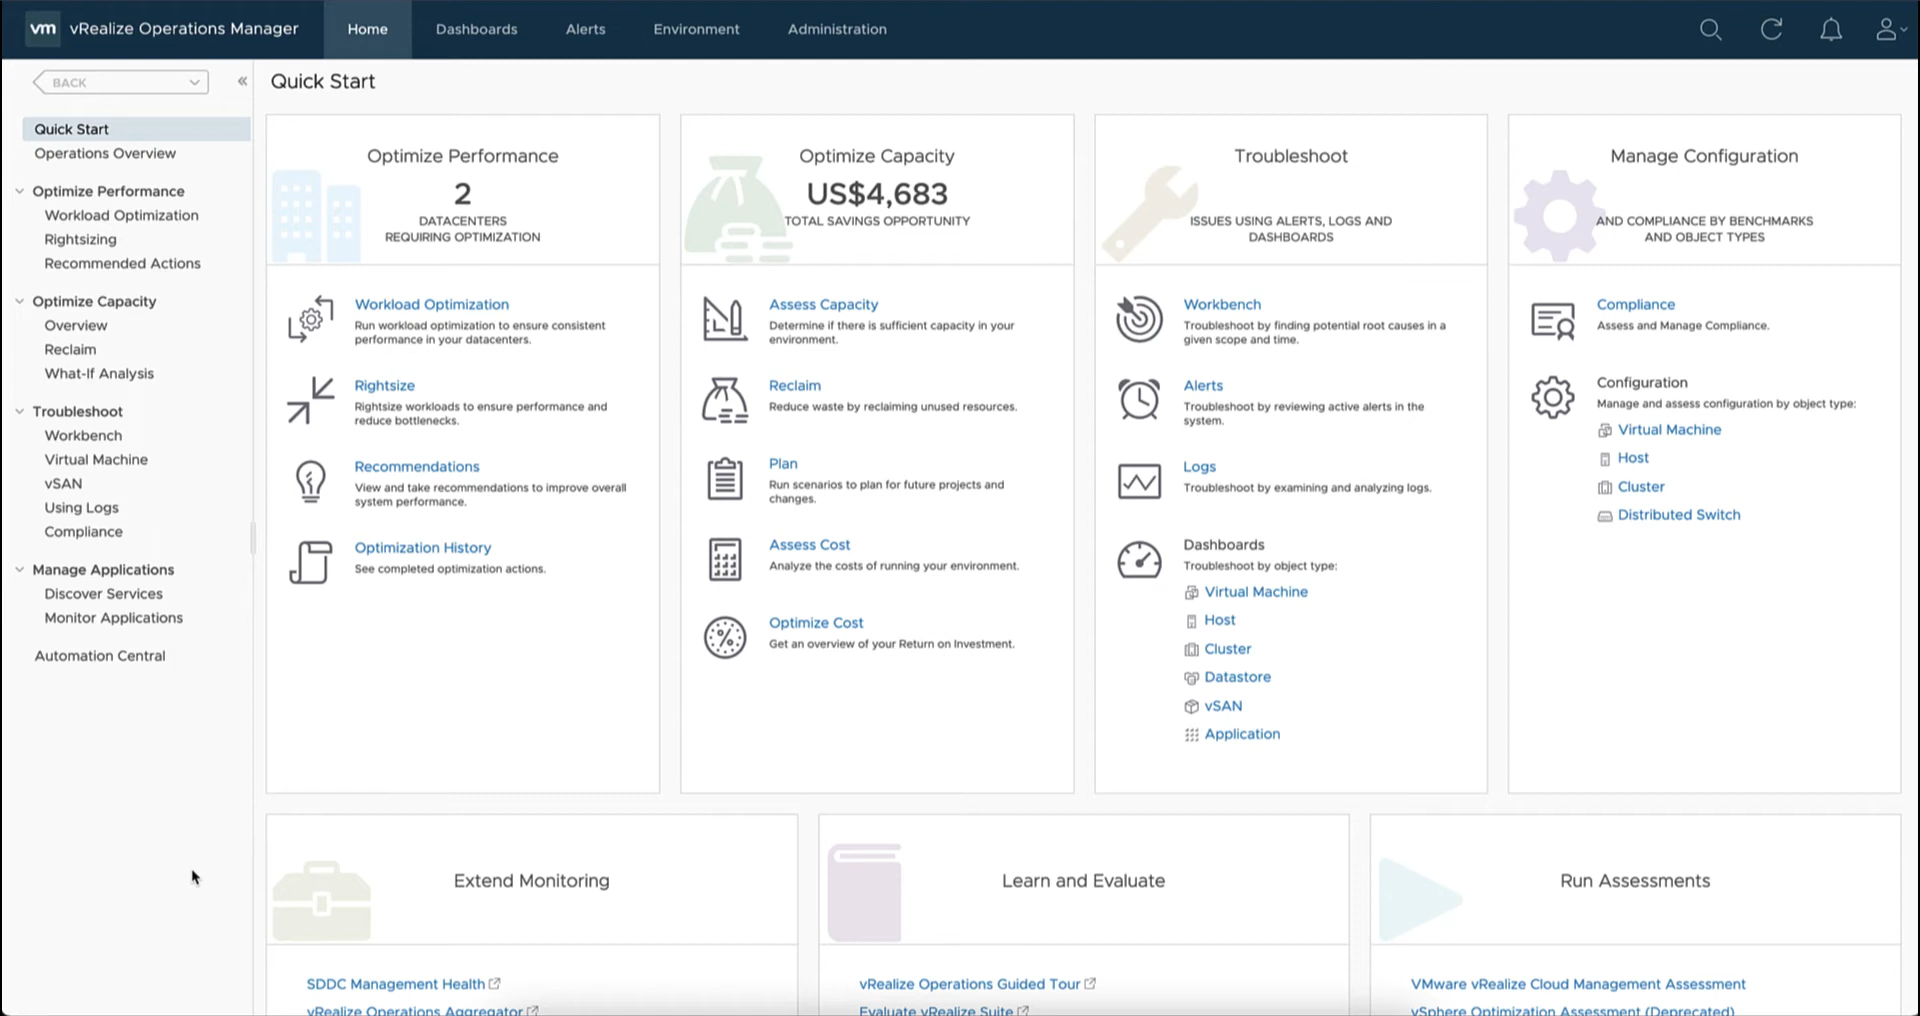 vm vRealize Operations Manager Home Dashboards Alerts Environment Administration
BACK
Quick Start
Quick Start
Operations Overview
Optimize Performance
Workload Optimization
Rightsizing
Recommended Actions
Optimize Capacity
Overview
Reclaim
What-If Analysis
Troubleshoot
Workbench
Virtual Machine
vSAN
Using Logs
Compliance
Manage Applications
Discover Services
Monitor Applications
Automation Central
Optimize Performance
2
DATACENTERS
REQUIRING OPTIMIZATION
Workload Optimization
Run workload optimization to ensure consistent
performance in your datacenters.
Rightsize
Rightsize workloads to ensure performance and
reduce bottlenecks.
Recommendations
View and take recommendations to improve overall
system performance.
Optimization History
See completed optimization actions.
Optimize Capacity
US$4,683
TOTAL SAVINGS OPPORTUNITY
Assess Capacity
Determine if there is sufficient capacity in your
environment.
Reclaim
Reduce waste by reclaiming unused resources.
Plan
Run scenarios to plan for future projects and
changes.
Assess Cost
Analyze the costs of running your environment.
Optimize Cost
Get an overview of your Return on Investment.
Troubleshoot
ISSUES USING ALERTS, LOGS AND
DASHBOARDS
Workbench
Troubleshoot by finding potential root causes in a
given scope and time.
Alerts
Troubleshoot by reviewing active alerts in the
system.
Logs
Troubleshoot by examining and analyzing logs.
Dashboards
Troubleshoot by object type:
Virtual Machine
Host
Cluster
Datastore
vSAN
Application
Manage Configuration
AND COMPLIANCE BY BENCHMARKS
AND OBJECT TYPES
Compliance
Assess and Manage Compliance.
Configuration
Manage and assess configuration by object type:
Virtual Machine
Host
Cluster
Distributed Switch
Extend Monitoring
SDDC Management Health
vRealize Operations Aggregator
Learn and Evaluate
vRealize Operations Guided Tour
Evaluate vRealize Suite
Run Assessments
VMware vRealize Cloud Management Assessment
vSphere Optimization Assessment (Deprecated)